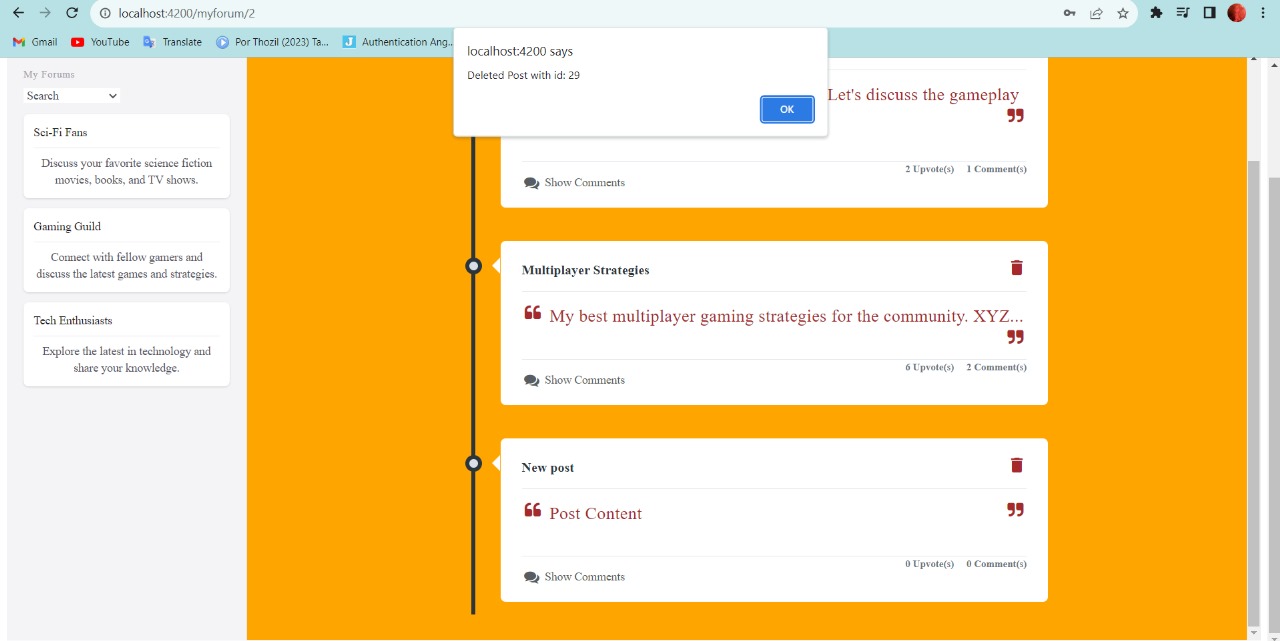 localhost:4200/myforum/2
Gmail YouTube Translate Por Thozil (2023) Ta... Authentication Ang...
localhost:4200 says
Deleted Post with id: 29
OK
My Forums
Search
Sci-Fi Fans
Discuss your favorite science fiction
movies, books, and TV shows.
Gaming Guild
Connect with fellow gamers and
discuss the latest games and strategies.
Tech Enthusiasts
Explore the latest in technology and
share your knowledge.
Let's discuss the gameplay
2 Upvote(s) 1 Comment(s)
Show Comments
Multiplayer Strategies
My best multiplayer gaming strategies for the community. XYZ...
6 Upvote(s) 2 Comment(s)
Show Comments
New post
Post Content
0 Upvote(s) 0 Comment(s)
Show Comments